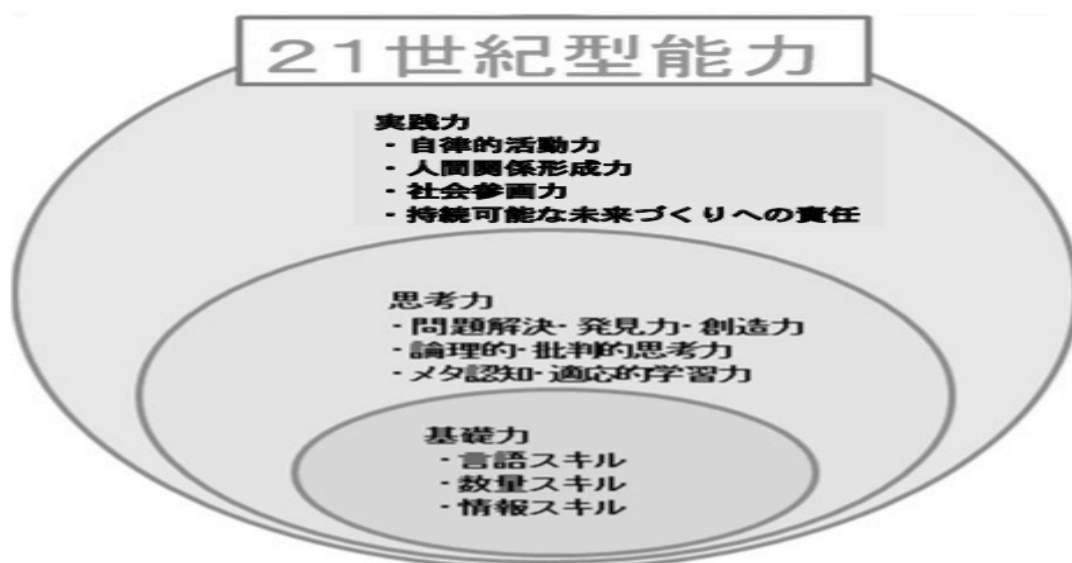 21世紀型能力
実践力
・自律的活動力
・人間関係形成力
・社会参画力
・持続可能な未来づくりへの責任
思考力
・問題解決・発見力・創造力
・論理的・批判的思考力
・メタ認知・適応的学習力
基礎力
・言語スキル
・数量スキル
・情報スキル